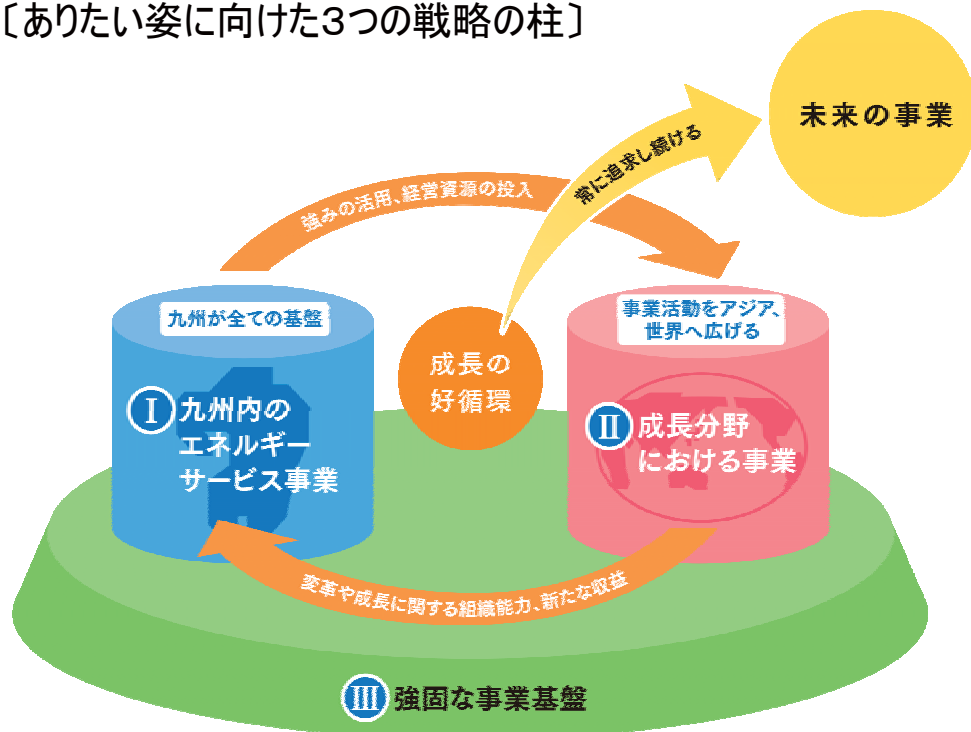 〔ありたい姿に向けた3つの戦略の柱〕
未来の事業
常に追求し続ける
強みの活用、経営資源の投入
九州が全ての基盤
事業活動をアジア、
世界へ広げる
成長の
好循環
Ⅰ 九州内の
エネルギー
サービス事業
Ⅱ 成長分野
における事業
変革や成長に関する組織能力、新たな収益
Ⅲ 強固な事業基盤